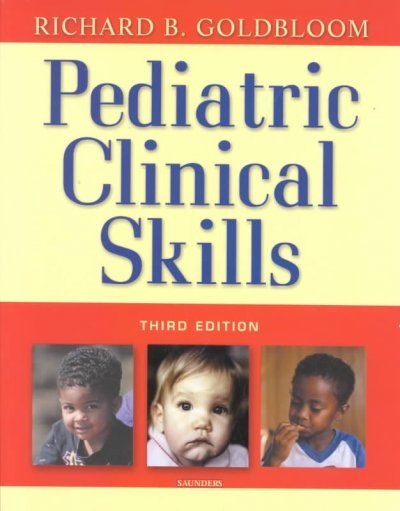 RICHARD B. GOLDBLOOM
Pediatric
Clinical
Skills
THIRD EDITION
SAUNDERS